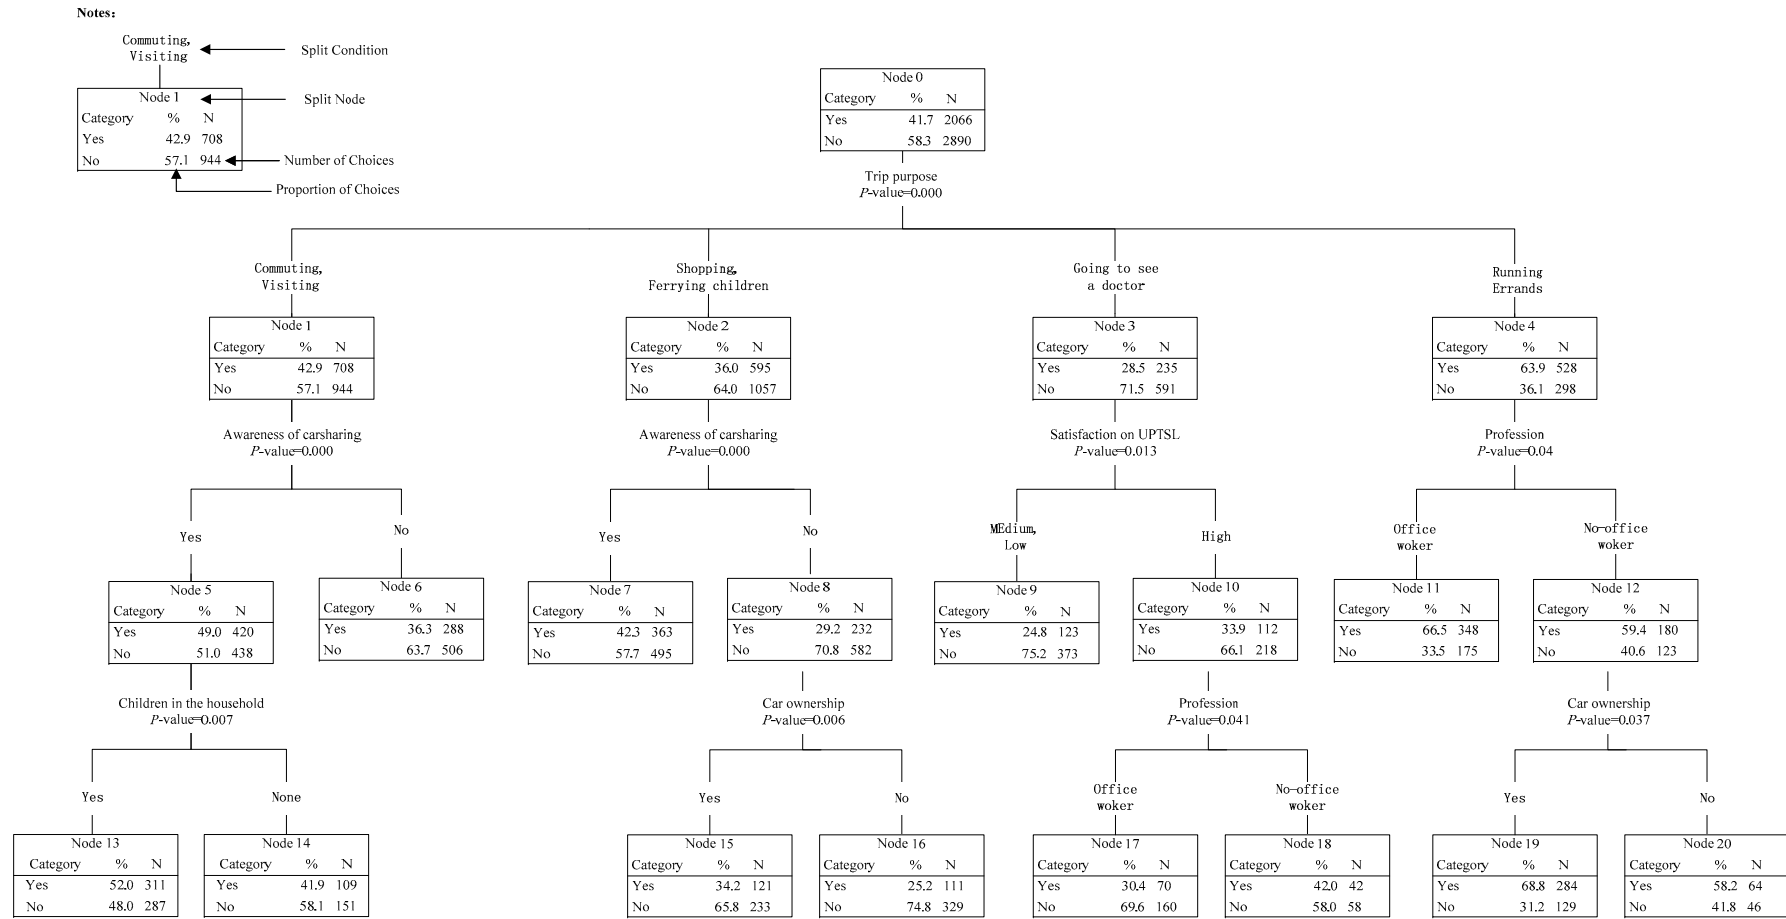 Notes:
Commuting,
Visiting
Split Condition
Node 1
Split Node
Category % N
Yes 42.9 708
No 57.1 944
Number of Choices
Proportion of Choices
Node 0
Category % N
Yes 41.7 2066
No 58.3 2890
Trip purpose
P-value=0.000
Commuting,
Visiting
Shopping,
Ferrying children
Going to see
a doctor
Running
Errands
Node 1
Category % N
Yes 42.9 708
No 57.1 944
Node 2
Category % N
Yes 36.0 595
No 64.0 1057
Node 3
Category % N
Yes 28.5 235
No 71.5 591
Node 4
Category % N
Yes 63.9 528
No 36.1 298
Awareness of carsharing
P-value=0.000
Awareness of carsharing
P-value=0.000
Satisfaction on UPTSL
P-value=0.013
Profession
P-value=0.04
Yes
No
Yes
No
MEdium,
Low
High
Office
woker
No-office
woker
Node 5
Category % N
Yes 49.0 420
No 51.0 438
Node 6
Category % N
Yes 36.3 288
No 63.7 506
Node 7
Category % N
Yes 42.3 363
No 57.7 495
Node 8
Category % N
Yes 29.2 232
No 70.8 582
Node 9
Category % N
Yes 24.8 123
No 75.2 373
Node 10
Category % N
Yes 33.9 112
No 66.1 218
Node 11
Category % N
Yes 66.5 348
No 33.5 175
Node 12
Category % N
Yes 59.4 180
No 40.6 123
Children in the household
P-value=0.007
Car ownership
P-value=0.006
Profession
P-value=0.041
Car ownership
P-value=0.037
Yes
None
Yes
No
Office
woker
No-office
woker
Yes
No
Node 13
Category % N
Yes 52.0 311
No 48.0 287
Node 14
Category % N
Yes 41.9 109
No 58.1 151
Node 15
Category % N
Yes 34.2 121
No 65.8 233
Node 16
Category % N
Yes 25.2 111
No 74.8 329
Node 17
Category % N
Yes 30.4 70
No 69.6 160
Node 18
Category % N
Yes 42.0 42
No 58.0 58
Node 19
Category % N
Yes 68.8 284
No 31.2 129
Node 20
Category % N
Yes 58.2 64
No 41.8 46